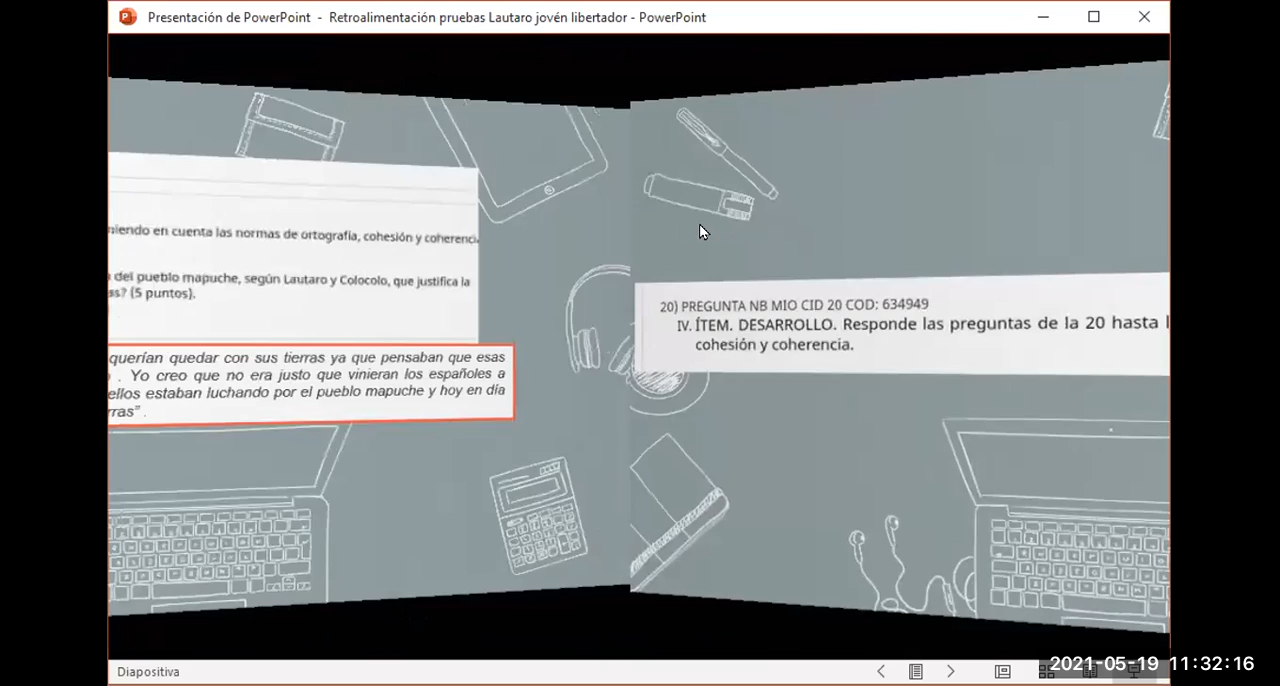 Presentación de PowerPoint - Retroalimentación pruebas Lautaro jovén libertador - PowerPoint
niendo en cuenta las normas de ortografía, cohesión y coherenci
del pueblo mapuche, según Lautaro y Colocolo, que justifica la
as? (5 puntos).
querían quedar con sus tierras ya que pensaban que esas
. Yo creo que no era justo que vinieran los españoles a
ellos estaban luchando por el pueblo mapuche y hoy en día
rras”.
20) PREGUNTA NB MIO CID 20 COD: 634949
IV. ÍTEM. DESARROLLO. Responde las preguntas de la 20 hasta l
cohesión y coherencia.
Diapositiva
2021-05-19 11:32:16